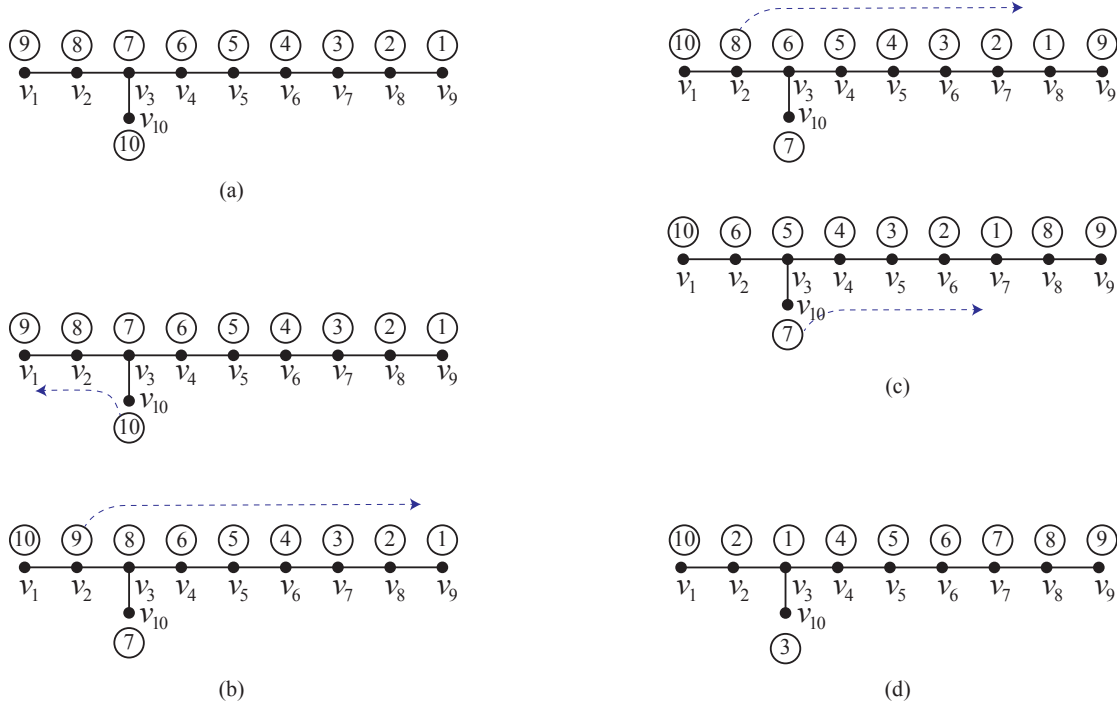 9 8 7 6 5 4 3 2 1
v1 v2 v3 v4 v5 v6 v7 v8 v9
v10
10
(a)
9 8 7 6 5 4 3 2 1
v1 v2 v3 v4 v5 v6 v7 v8 v9
v10
10
10 9 8 6 5 4 3 2 1
v1 v2 v3 v4 v5 v6 v7 v8 v9
v10
7
(b)
10 8 6 5 4 3 2 1 9
v1 v2 v3 v4 v5 v6 v7 v8 v9
v10
7
10 6 5 4 3 2 1 8 9
v1 v2 v3 v4 v5 v6 v7 v8 v9
v10
7
(c)
10 2 1 4 5 6 7 8 9
v1 v2 v3 v4 v5 v6 v7 v8 v9
v10
3
(d)